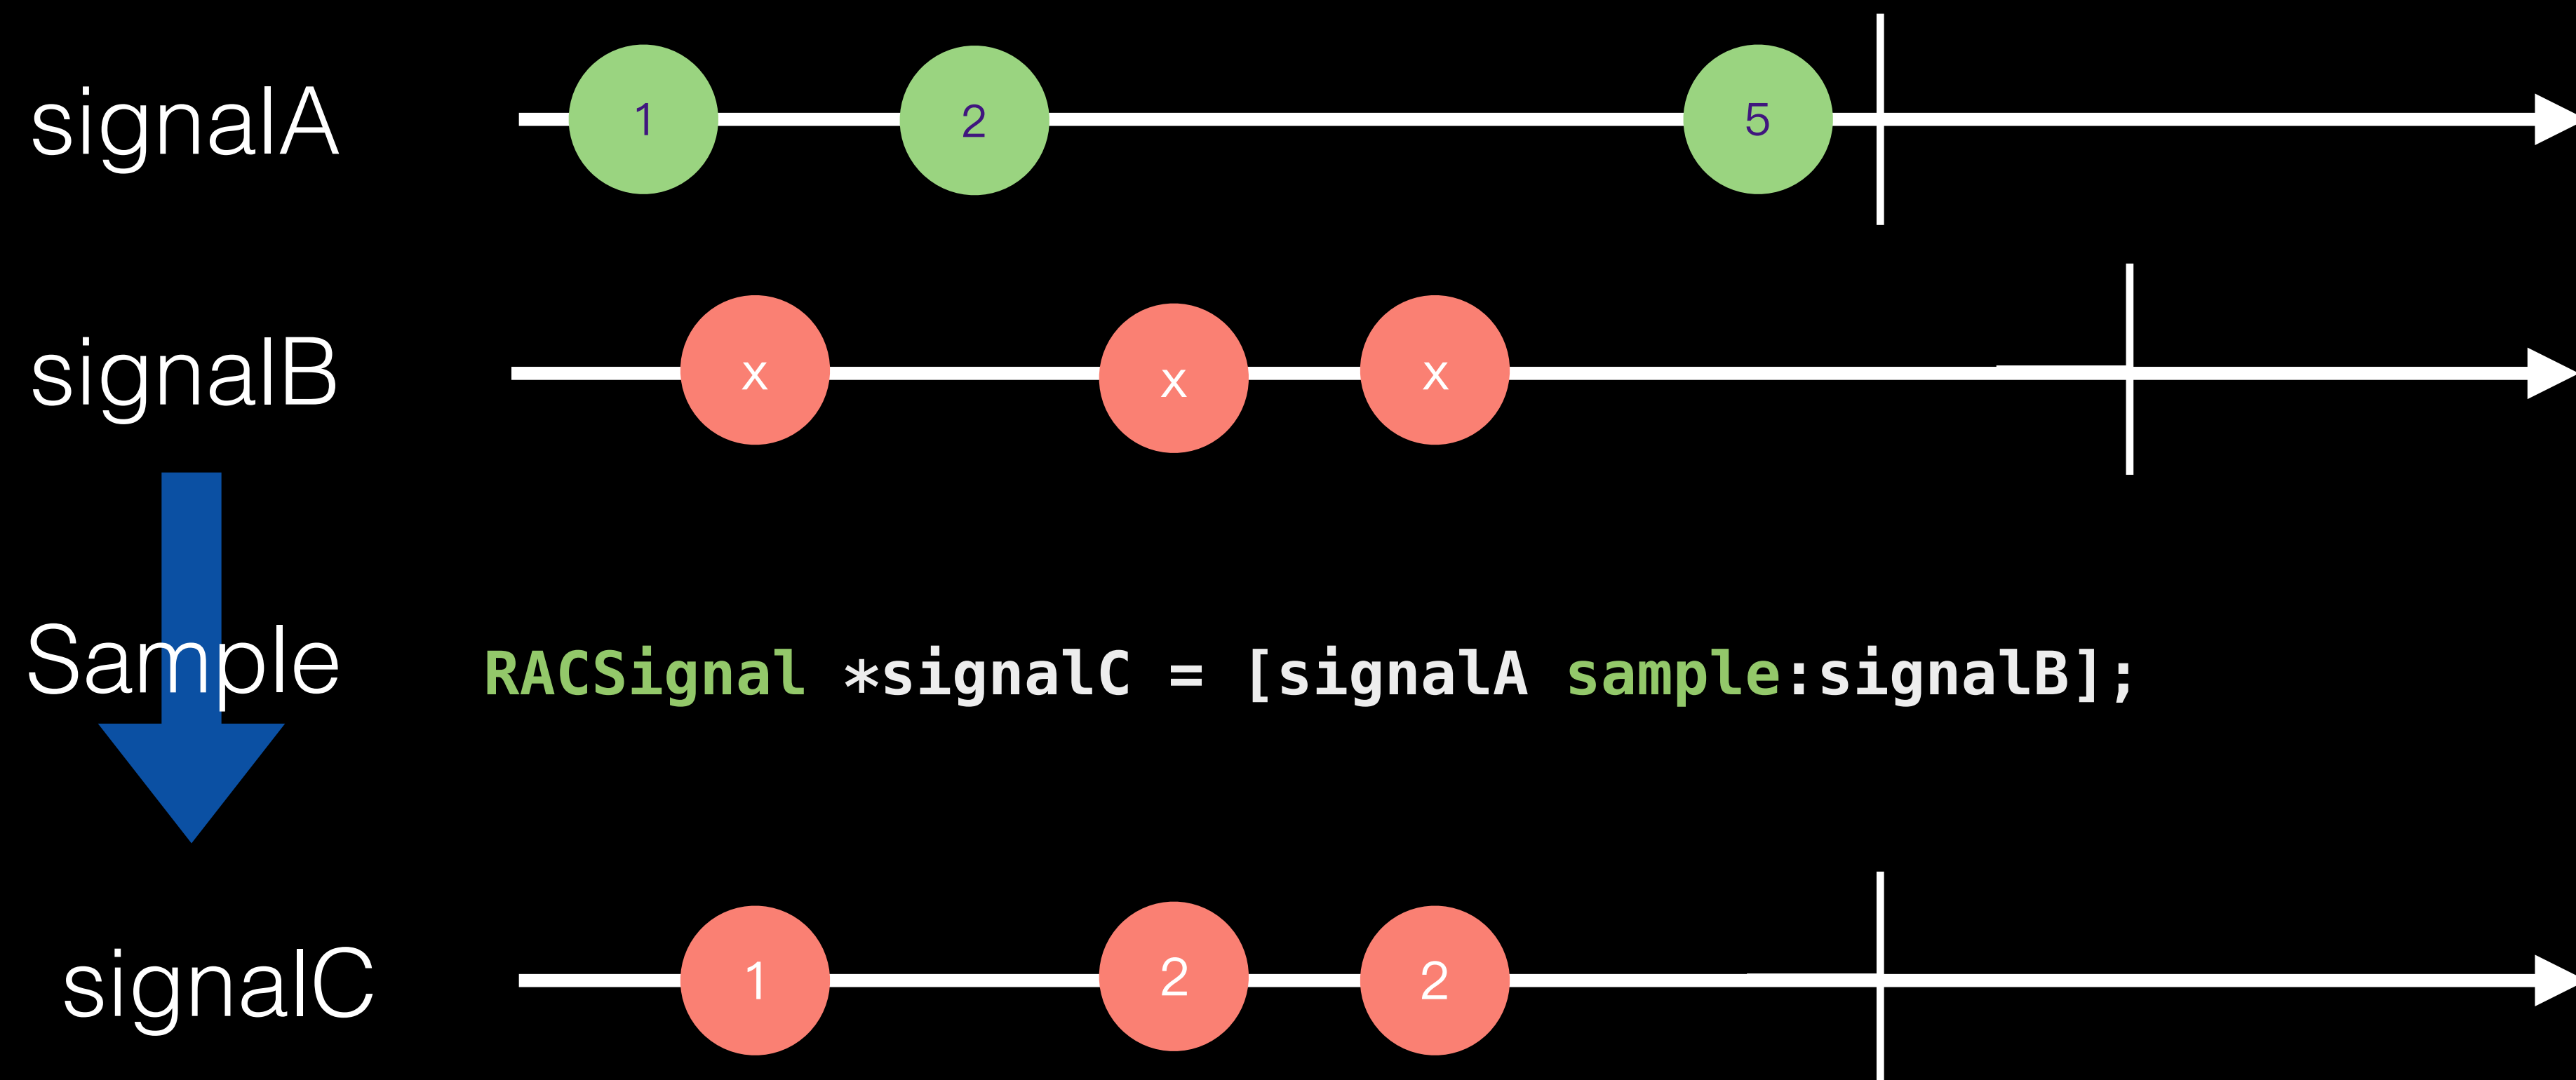 signalA 1 2 5
signalB x x x
Sample RACSignal *signalC = [signalA sample:signalB];
signalC 1 2 2